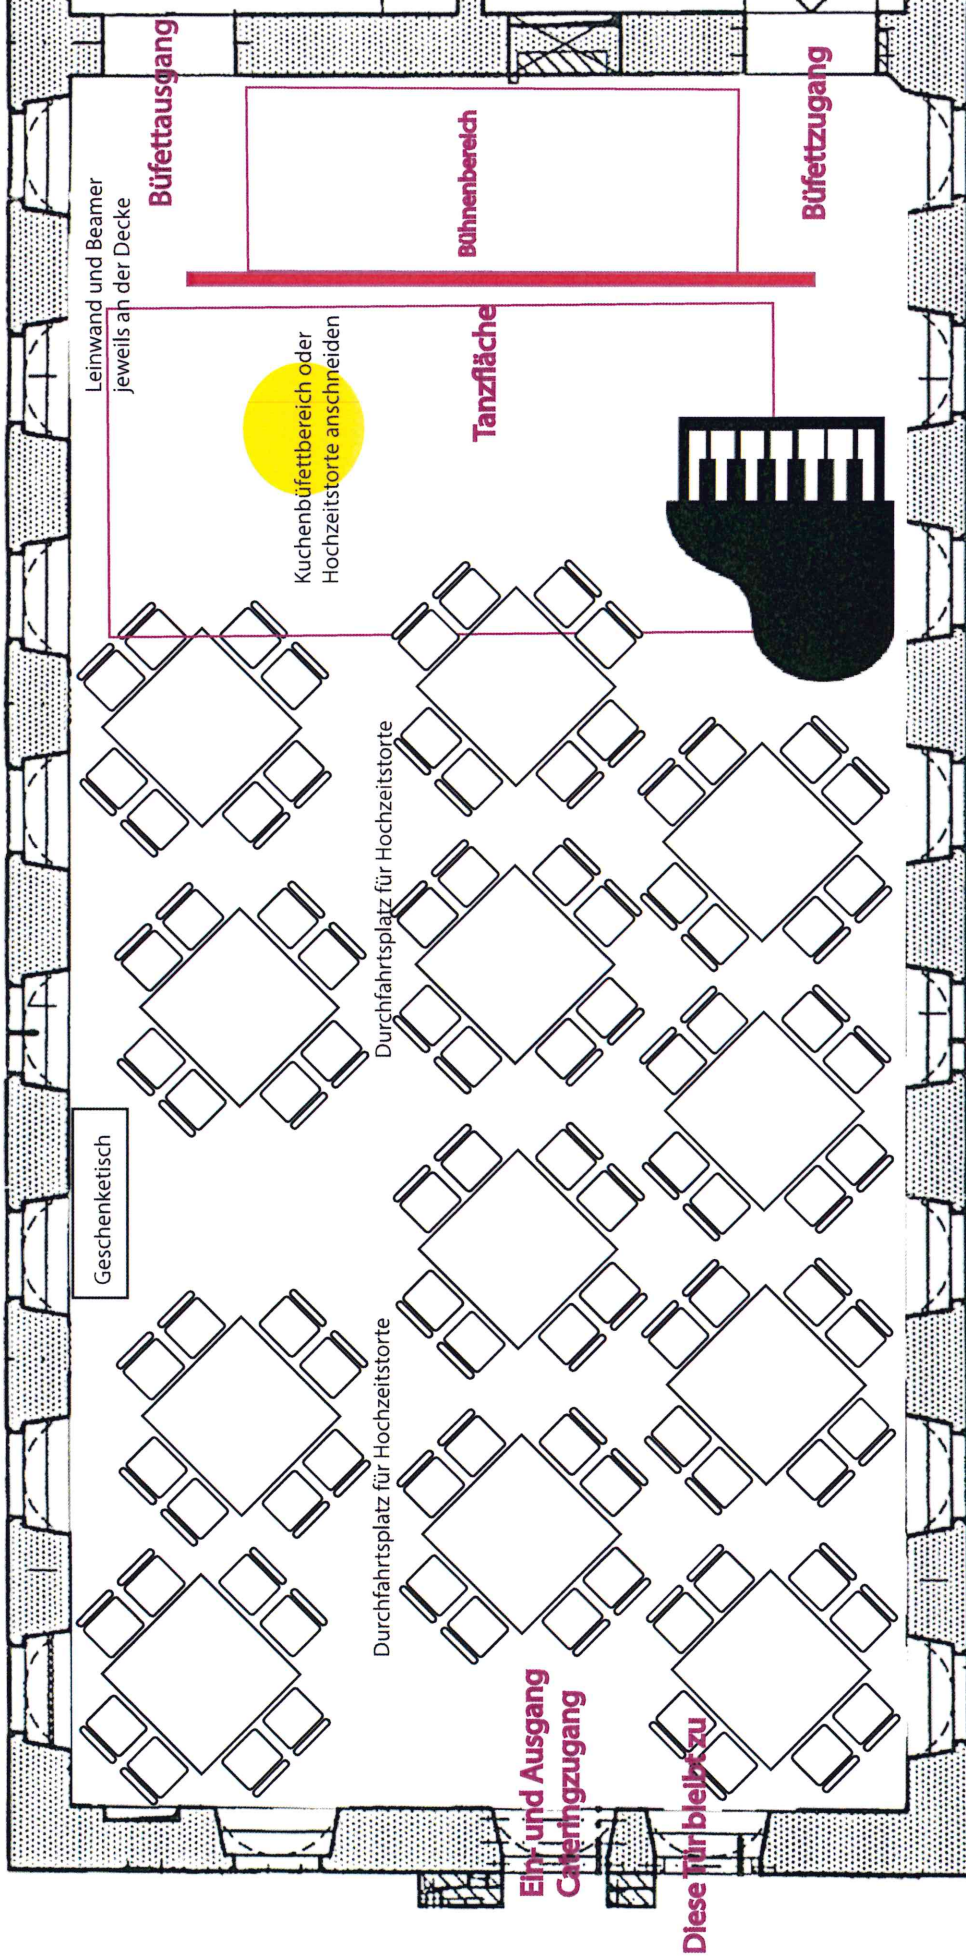 Büfettausgang
Leinwand und Beamer
jeweils an der Decke
Bühnenbereich
Büfettzugang
Tanzfläche
Kuchenbüfettbereich oder
Hochzeitstorte anschneiden
Durchfahrtsplatz für Hochzeitstorte
Geschenketisch
Durchfahrtsplatz für Hochzeitstorte
Ein- und Ausgang
Cateringzugang
Diese Tür bleibt zu